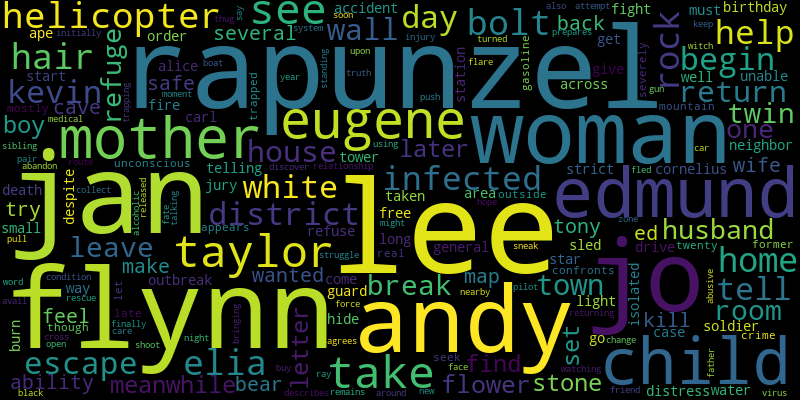 helicopter see accident day bolt back fight must birthday
thug say also attempt
ape initially order several wall soon get help
hair refuge rapunzel rock begin
start alice system boat prepares turned upon flare standing gasoline across give severely well unable
kevin cave safe trapped year truth station return
mostly trapping fire carl moment witch push injury gun keep mountain
boy medical mother eugene woman twin
sibling using car one
pair unconscious house tower later discover relationship fled cornelius neighbor
abandon route telling strict wife
death despite jury white infected edmund
collect alcoholic released taken area outside
try jan fate talking district free lee tony zone
small appears refuse might hope ed husband
pull leave taylor long general sneak sled drive twenty former
struggle real star confronts home
make wanted come map
outbreak condition way guard break pilot town isolated tell
word rescue let hide force nearby light jo abusive
avail flynn agrees andy room
burn feel late letter go change kill soldier
though finally care bringing set case crime
cross night seek father
open shoot face
escape elia take find returning child
ray watching
ability meanwhile bear buy flower stone distress water
black describes remains around new friend virus